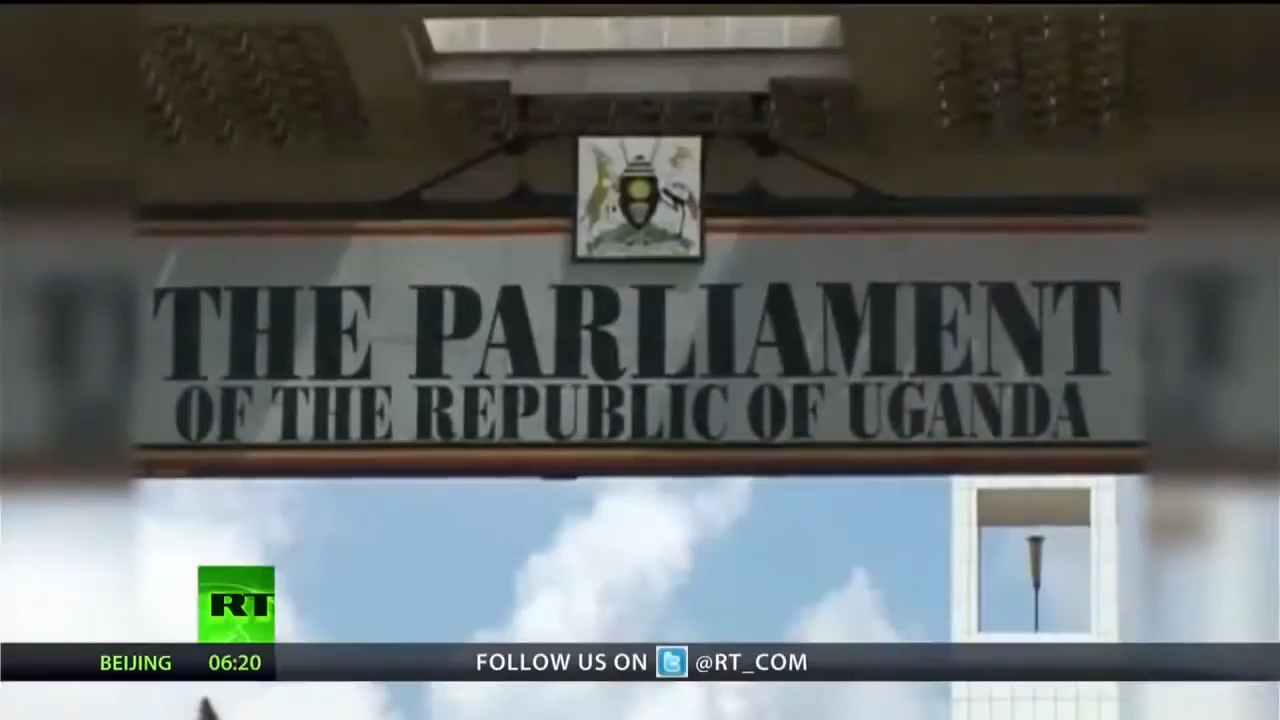 THE PARLIAMENT
OF THE REPUBLIC OF UGANDA
RT
BEIJING 06:20 FOLLOW US ON @RT_COM